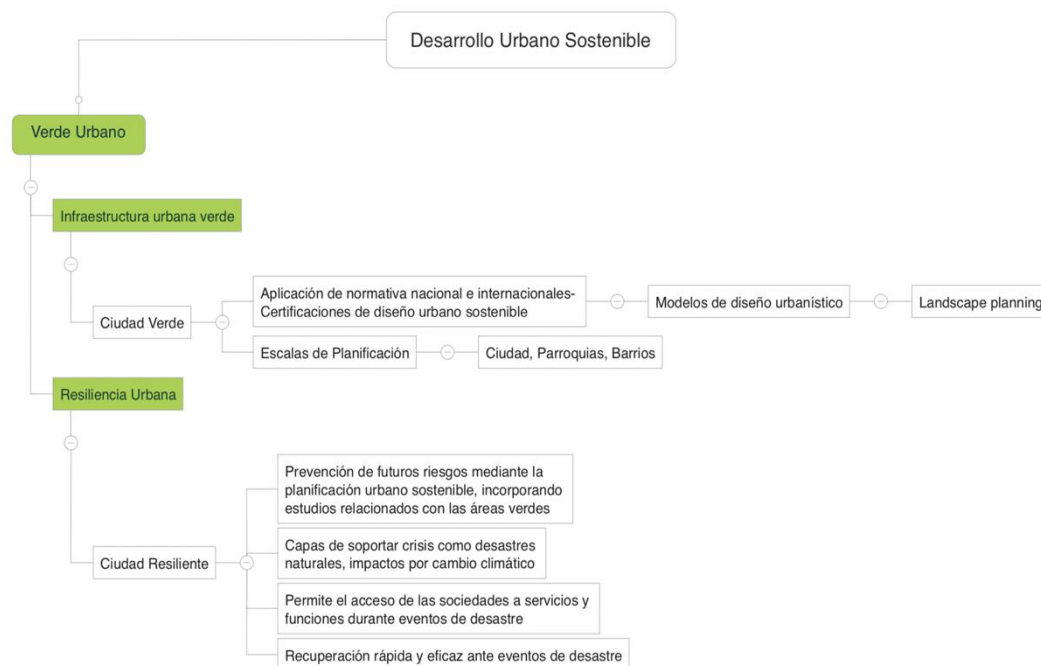 Desarrollo Urbano Sostenible
Verde Urbano
Infraestructura urbana verde
Aplicación de normativa nacional e internacionales-
Certificaciones de diseño urbano sostenible
Modelos de diseño urbanístico
Landscape planning
Ciudad Verde
Escalas de Planificación
Ciudad, Parroquias, Barrios
Resiliencia Urbana
Prevención de futuros riesgos mediante la
planificación urbano sostenible, incorporando
estudios relacionados con las áreas verdes
Ciudad Resiliente
Capas de soportar crisis como desastres
naturales, impactos por cambio climático
Permite el acceso de las sociedades a servicios y
funciones durante eventos de desastre
Recuperación rápida y eficaz ante eventos de desastre